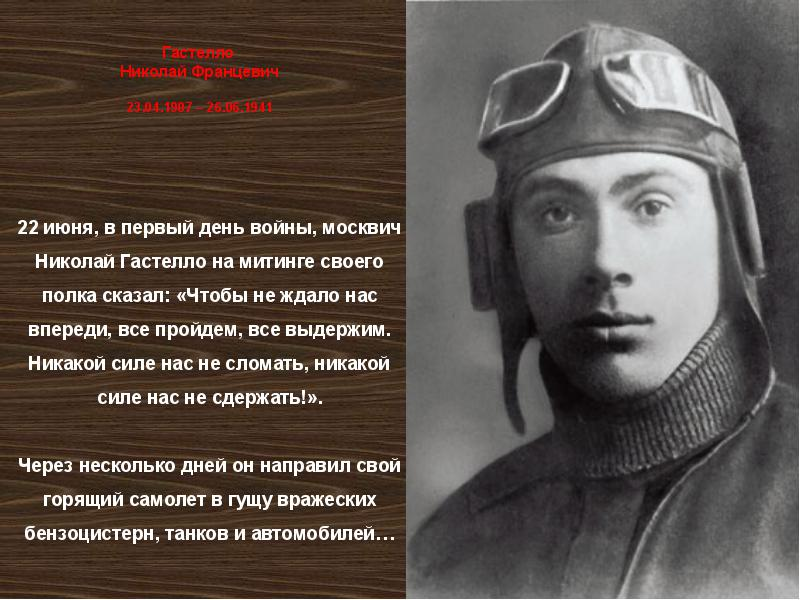 Гастелло
Николай Францевич
23.04.1907 – 26.06.1941
22 июня, в первый день войны, москвич
Николай Гастелло на митинге своего
полка сказал: «Чтобы не ждало нас
впереди, все пройдем, все выдержим.
Никакой силе нас не сломать, никакой
силе нас не сдержать!».
Через несколько дней он направил свой
горящий самолет в гущу вражеских
бензоцистерн, танков и автомобилей…